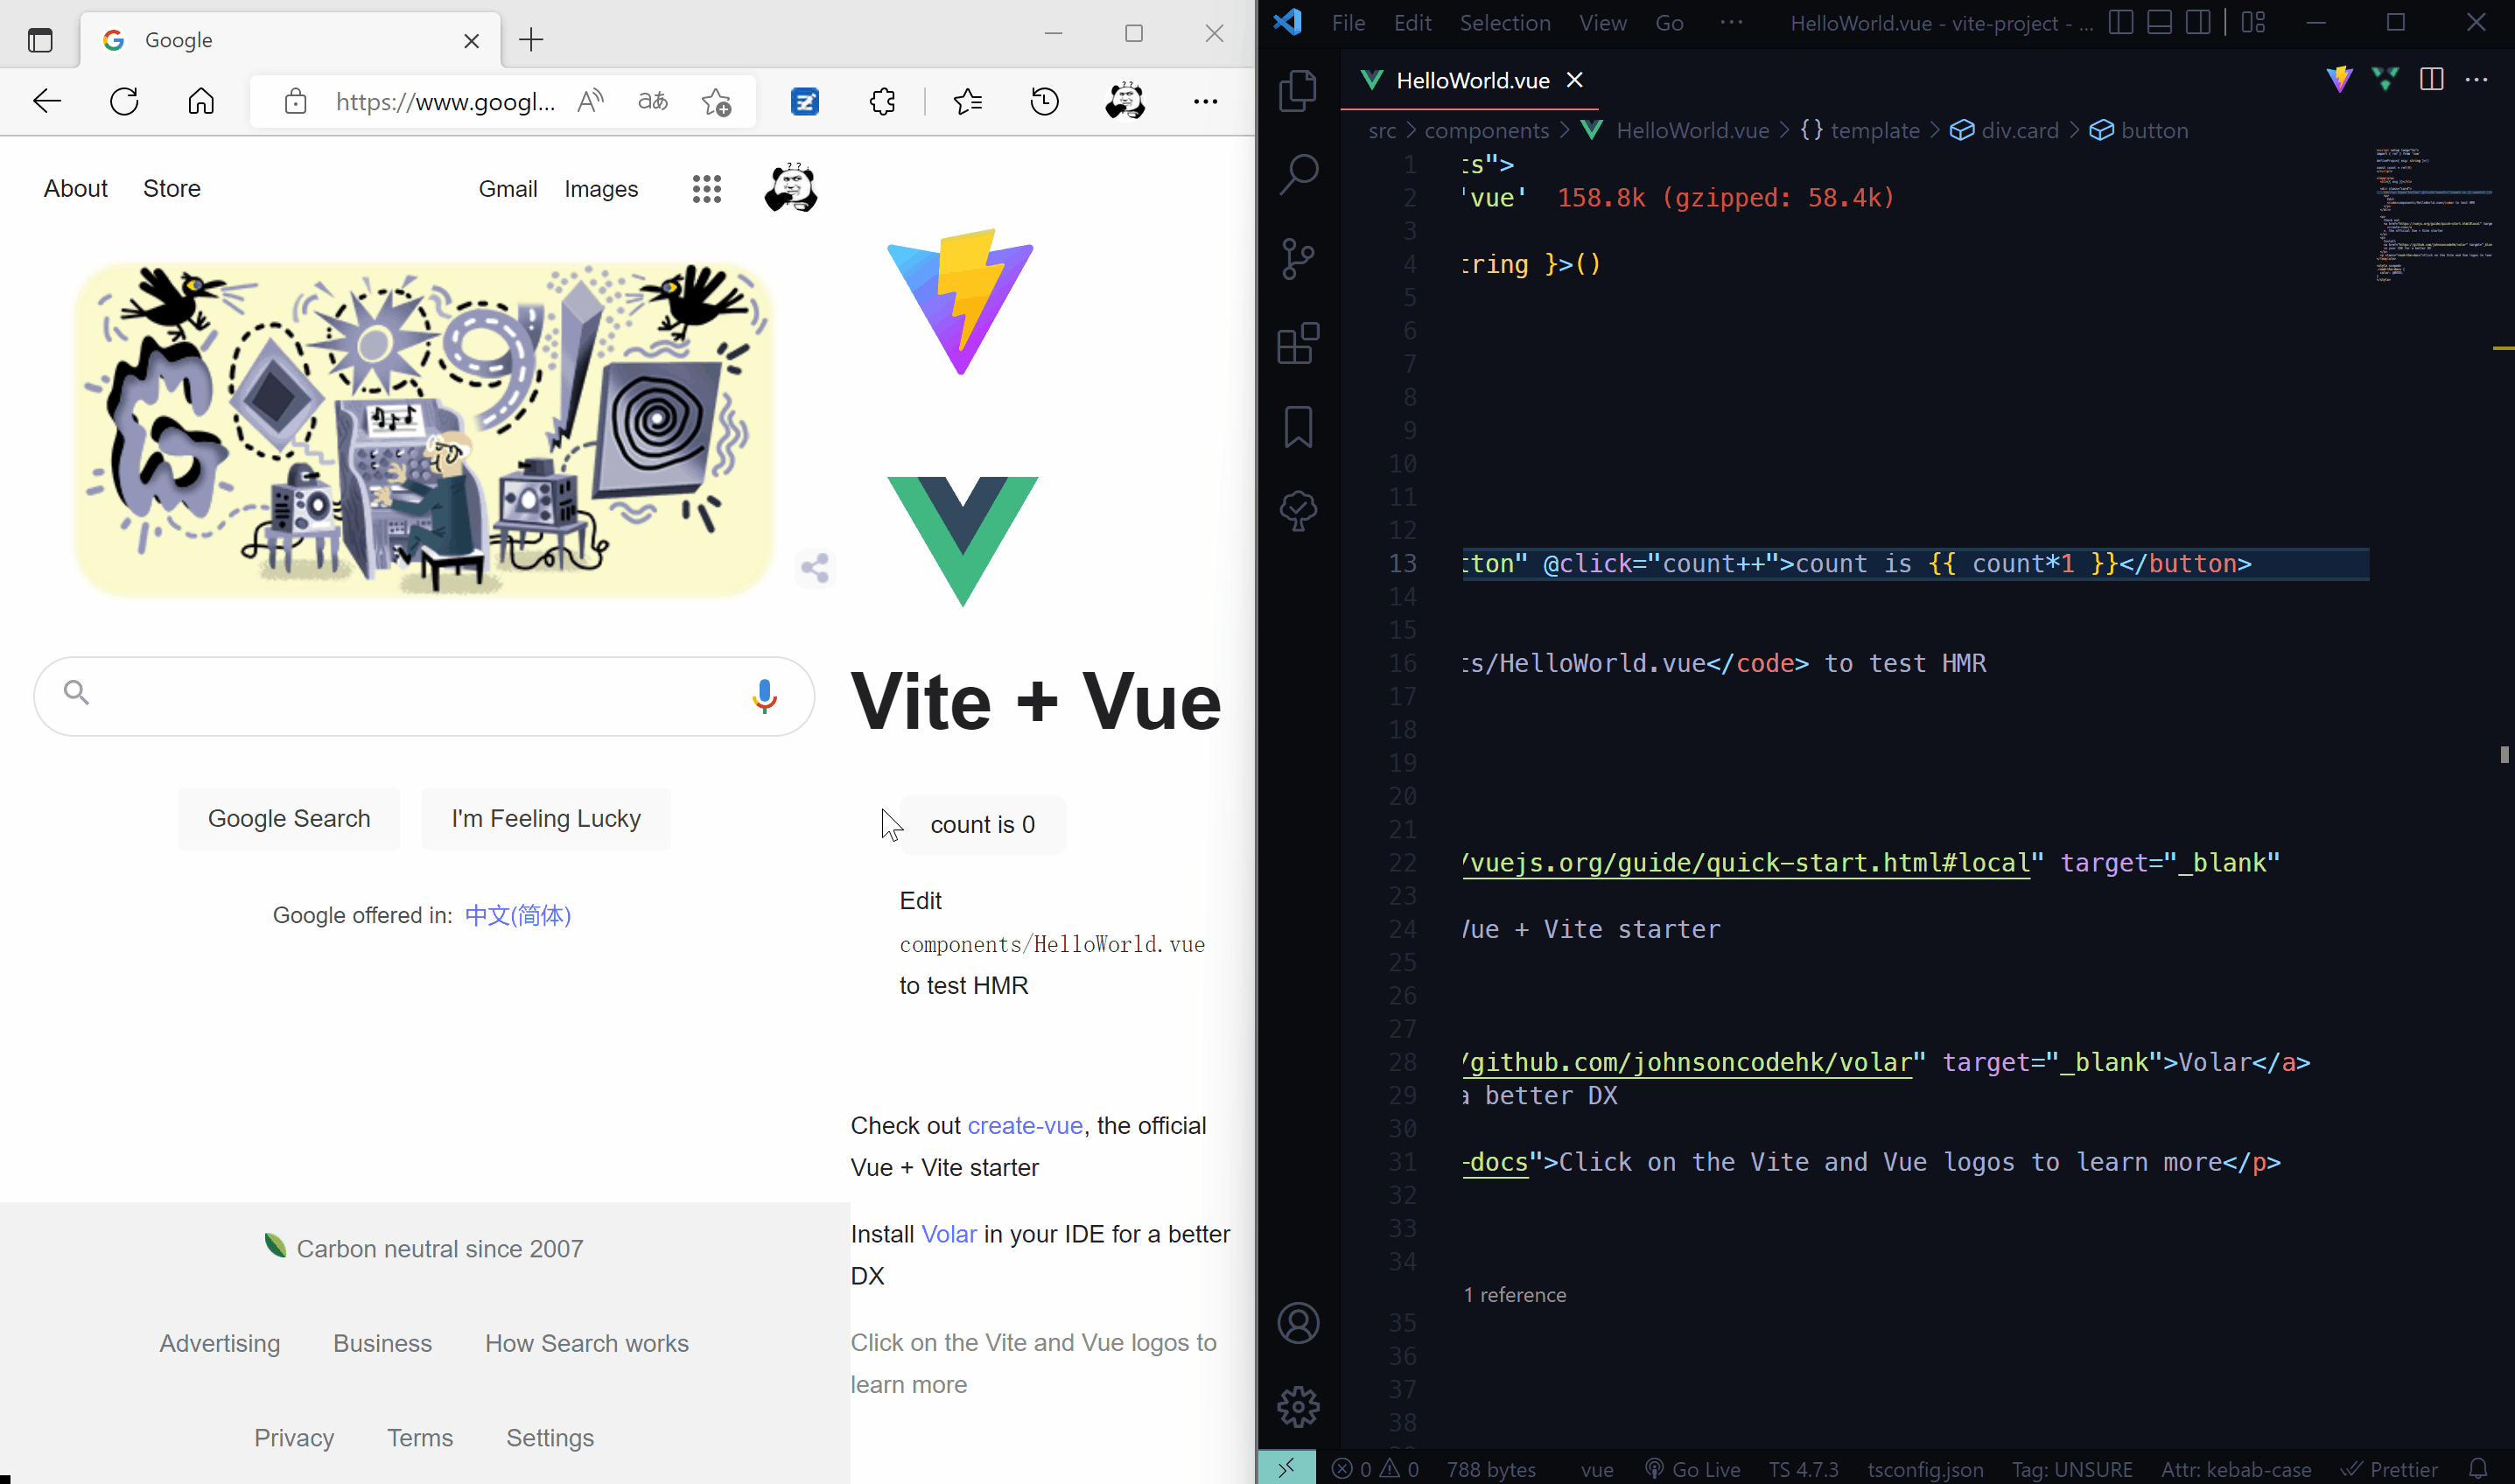 Google
https://www.googl...
About Store Gmail Images
Google Search I'm Feeling Lucky
Google offered in: 中文(简体)
Carbon neutral since 2007
Advertising Business How Search works
Privacy Terms Settings
Vite + Vue
count is 0
Edit
components/HelloWorld.vue
to test HMR
Check out create-vue, the official
Vue + Vite starter
Install Volar in your IDE for a better
DX
Click on the Vite and Vue logos to
learn more
File Edit Selection View Go ··· HelloWorld.vue - vite-project - ...
HelloWorld.vue
src > components > HelloWorld.vue > {} template > div.card > button
1 ts">
2 'vue' 158.8k (gzipped: 58.4k)
3
4 tring }>()
5
6
7
8
9
10
11
12
13 tton" @click="count++">count is {{ count*1 }}</button>
14
15
16 ts/HelloWorld.vue</code> to test HMR
17
18
19
20
21
22 /vuejs.org/guide/quick-start.html#local" target="_blank"
23
24 Vue + Vite starter
25
26
27
28 /github.com/johnsoncodehk/volar" target="_blank">Volar</a>
29 a better DX
30
31 -docs">Click on the Vite and Vue logos to learn more</p>
32
33
34
1 reference
35
36
37
38
0 0 788 bytes vue Go Live TS 4.7.3 tsconfig.json Tag: UNSURE Attr: kebab-case Prettier